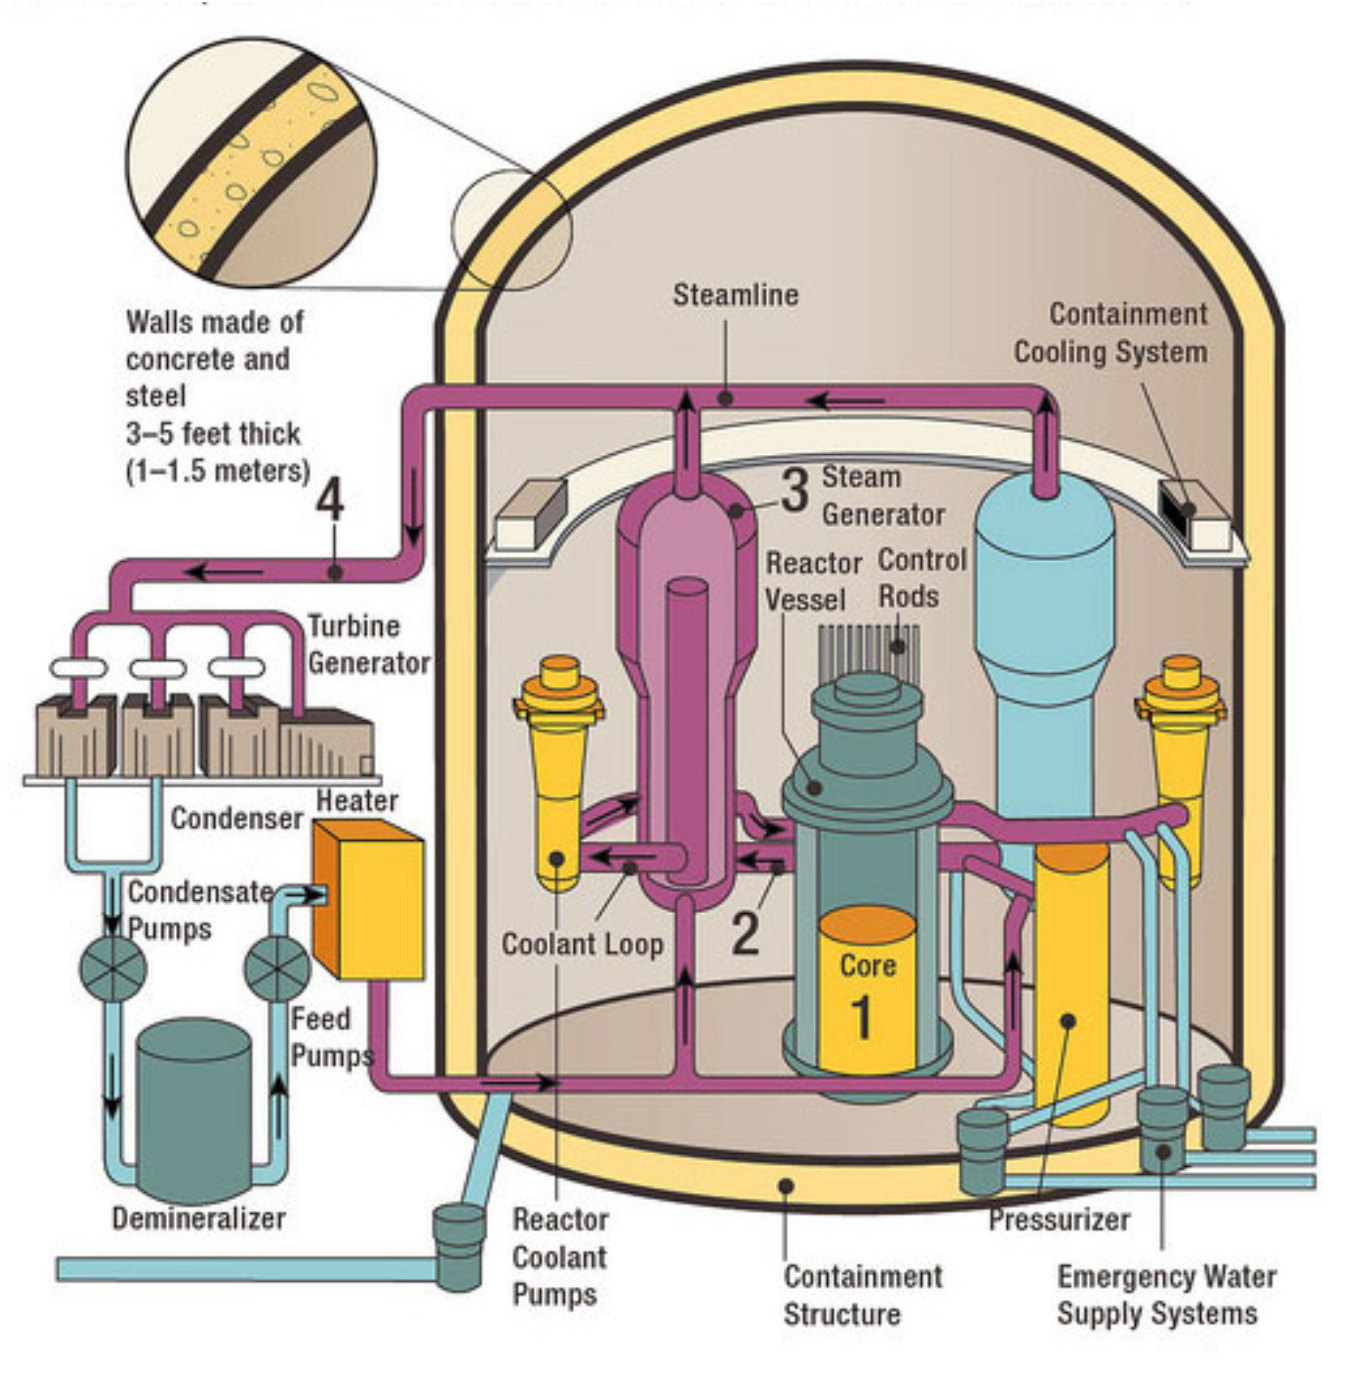 Walls made of
concrete and
steel
3–5 feet thick
(1–1.5 meters)
Steamline
Containment
Cooling System
4
3
Steam
Generator
Reactor
Vessel
Control
Rods
Turbine
Generator
Condenser
Heater
Condensate
Pumps
Coolant Loop
2
Core
1
Feed
Pumps
Demineralizer
Reactor
Coolant
Pumps
Containment
Structure
Pressurizer
Emergency Water
Supply Systems